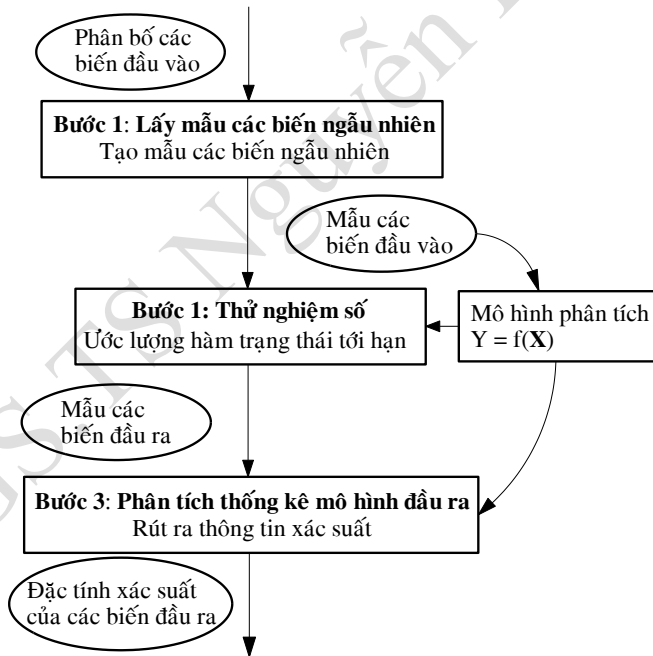 Phân bố các
biến đầu vào
Bước 1: Lấy mẫu các biến ngẫu nhiên
Tạo mẫu các biến ngẫu nhiên
Mẫu các
biến đầu vào
Bước 1: Thử nghiệm số
Ước lượng hàm trạng thái tới hạn
Mô hình phân tích
Y = f(X)
Mẫu các
biến đầu ra
Bước 3: Phân tích thống kê mô hình đầu ra
Rút ra thông tin xác suất
Đặc tính xác suất
của các biến đầu ra
GS.TS Nguyễn